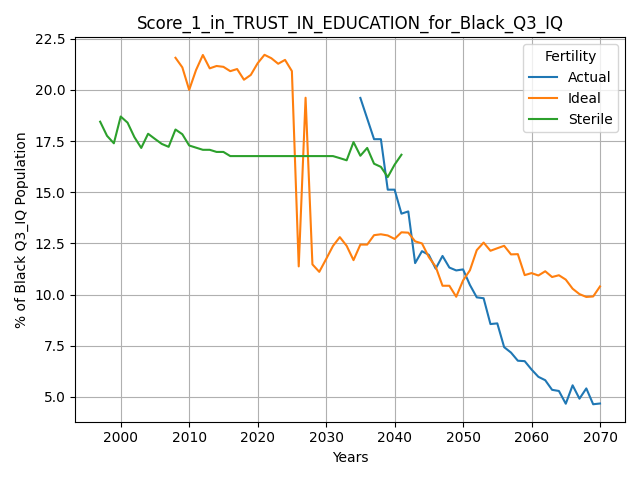 Score_1_in_TRUST_IN_EDUCATION_for_Black_Q3_IQ
% of Black Q3_IQ Population
22.5
20.0
17.5
15.0
12.5
10.0
7.5
5.0
Fertility
Actual
Ideal
Sterile
2000 2010 2020 2030 2040 2050 2060 2070
Years